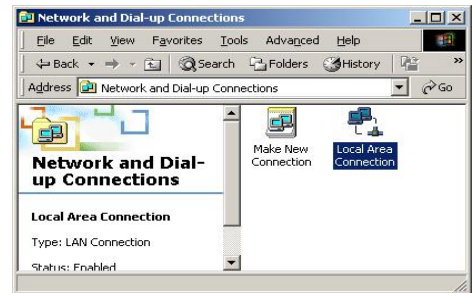 Network and Dial-up Connections
File Edit View Favorites Tools Advanced Help
Back Search Folders History »
Address Network and Dial-up Connections Go
Network and Dial-
up Connections
Local Area Connection
Type: LAN Connection
Status: Enabled
Make New
Connection
Local Area
Connection